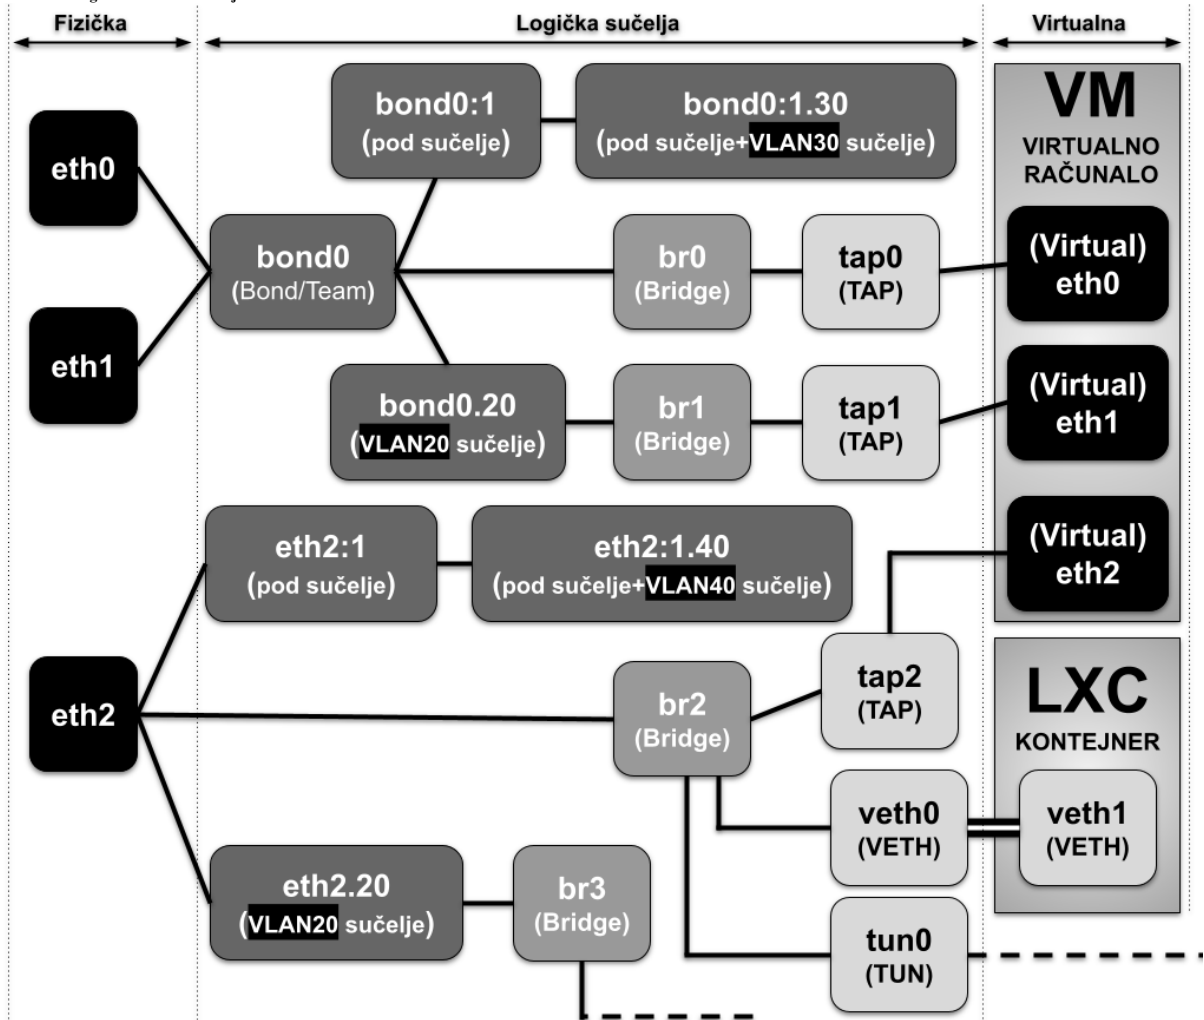 Fizička
Logička sučelja
Virtualna
eth0
eth1
bond0
(Bond/Team)
bond0:1
(pod sučelje)
bond0:1.30
(pod sučelje+VLAN30 sučelje)
br0
(Bridge)
tap0
(TAP)
bond0.20
(VLAN20 sučelje)
br1
(Bridge)
tap1
(TAP)
VM
VIRTUALNO
RAČUNALO
(Virtual)
eth0
(Virtual)
eth1
(Virtual)
eth2
eth2:1
(pod sučelje)
eth2:1.40
(pod sučelje+VLAN40 sučelje)
eth2
br2
(Bridge)
tap2
(TAP)
LXC
KONTEJNER
veth0
(VETH)
veth1
(VETH)
eth2.20
(VLAN20 sučelje)
br3
(Bridge)
tun0
(TUN)